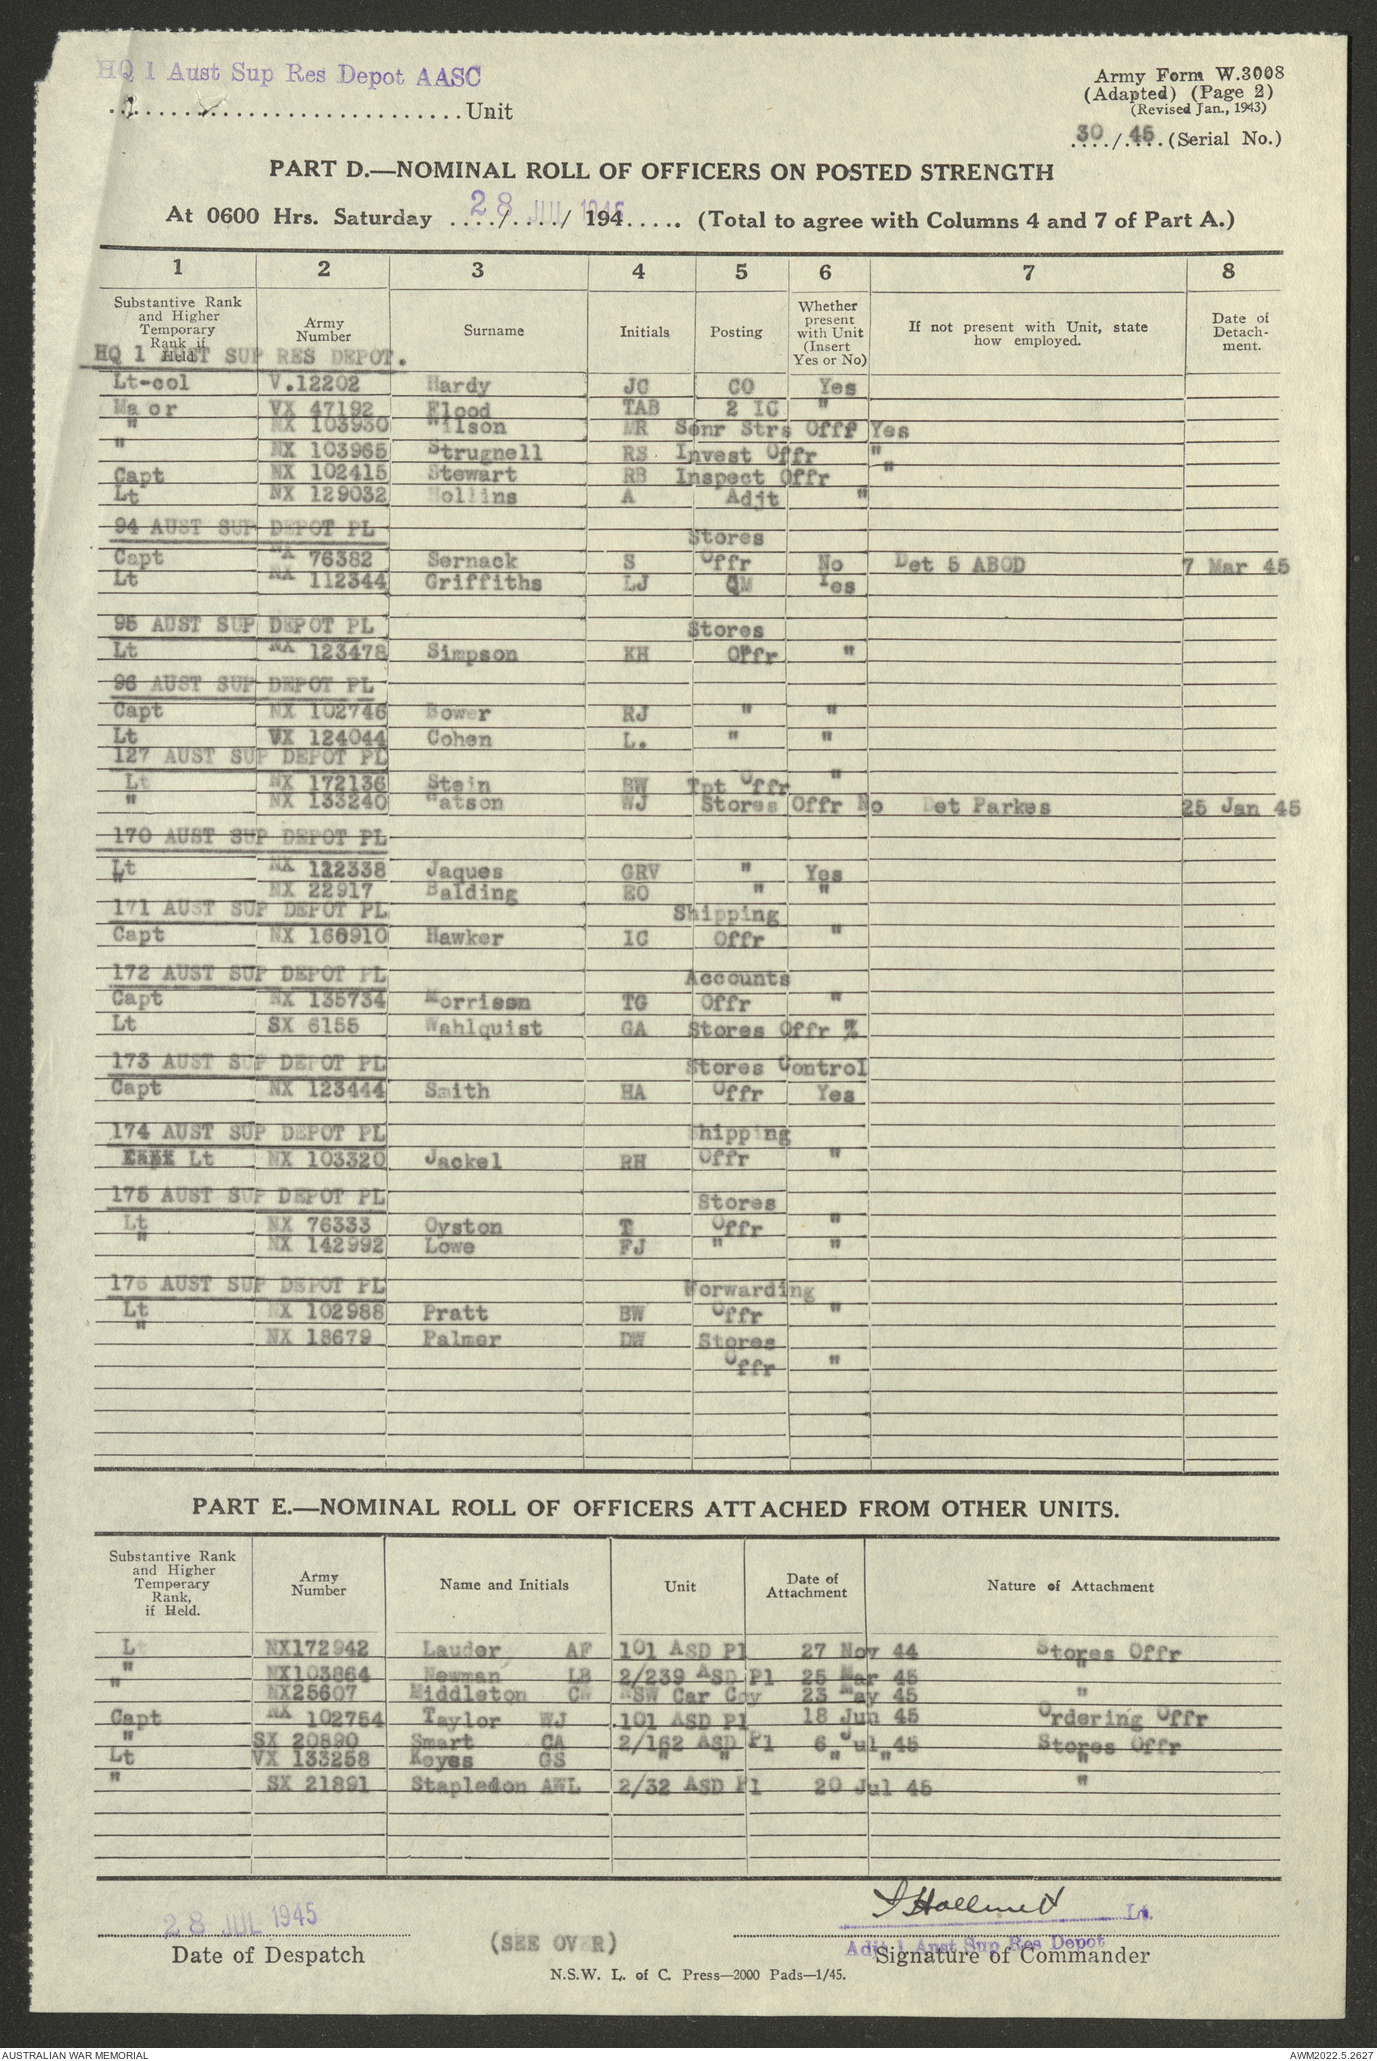 HQ 1 Aust Sup Res Depot AASC
Unit
Army Form W.3008
(Adapted) (Page 2)
(Revised Jan., 1943)
30/45 (Serial No.)
PART D.—NOMINAL ROLL OF OFFICERS ON POSTED STRENGTH
At 0600 Hrs. Saturday ..../..../ 194..... (Total to agree with Columns 4 and 7 of Part A.)
28 JUL 1945
1 2 3 4 5 6 7 8
Substantive Rank and Higher Temporary Rank if Held. Army Number Surname Initials Posting Whether present with Unit (Insert Yes or No) If not present with Unit, state how employed. Date of Detach-ment.
HQ 1 AUST SUP RES DEPOT.
Lt-col V.12202 Hardy JC CO Yes
Ma or VX 47192 Flood TAB 2 IC "
" NX 103930 Wilson MR Senr Strs Offr Yes
" NX 103965 Strugnell RS Invest Offr "
Capt NX 102415 Stewart RB Inspect Offr "
Lt NX 129032 Hollins A Adjt "
94 AUST SUP DEPOT PL Stores
Capt NX 76382 Sernack S Offr No Det 5 ABOD 7 Mar 45
Lt NX 112344 Griffiths LJ QM Yes
95 AUST SUP DEPOT PL Stores
Lt NX 123478 Simpson KH Offr "
96 AUST SUP DEPOT PL
Capt NX 102746 Bower RJ " "
Lt VX 124044 Cohen L. " "
127 AUST SUP DEPOT PL
Lt NX 172136 Stein BW Tpt Offr "
" NX 133240 Watson WJ Stores Offr No Det Parkes 25 Jan 45
170 AUST SUP DEPOT PL
Lt NX 122338 Jaques GRV " Yes
" NX 22917 Balding EO " "
171 AUST SUP DEPOT PL Shipping
Capt NX 166910 Hawker IC Offr "
172 AUST SUP DEPOT PL Accounts
Capt NX 135734 Morrison TG Offr "
Lt SX 6155 Wahlquist GA Stores Offr "
173 AUST SUP DEPOT PL Stores Control
Capt NX 123444 Smith HA Offr Yes
174 AUST SUP DEPOT PL Shipping
Lt NX 103320 Jackel RH Offr "
175 AUST SUP DEPOT PL Stores
Lt NX 76333 Oyston T Offr "
" NX 142992 Lowe FJ " "
176 AUST SUP DEPOT PL Forwarding
Lt NX 102988 Pratt BW Offr "
" NX 18679 Palmer DW Stores
Offr "
PART E.—NOMINAL ROLL OF OFFICERS ATTACHED FROM OTHER UNITS.
Substantive Rank and Higher Temporary Rank, if Held. Army Number Name and Initials Unit Date of Attachment Nature of Attachment
Lt NX172942 Lauder AF 101 ASD Pl 27 Nov 44 Stores Offr
" NX103864 Newman LB 2/239 ASD Pl 25 Mar 45 "
" NX25607 Middleton CW NSW Car Coy 23 May 45 "
Capt NX 102754 Taylor WJ 101 ASD Pl 18 Jun 45 Ordering Offr
" SX 20890 Smart CA 2/162 ASD Pl 6 Jul 45 Stores Offr
Lt VX 133258 Keyes GS " " " " "
" SX 21891 Stapledon AWL 2/32 ASD Pl 20 Jul 45 "
28 JUL 1945
Date of Despatch
(SEE OVER)
Lt.
Adjt 1 Aust Sup Res Depot
Signature of Commander
N.S.W. L. of C. Press—2000 Pads—1/45.
AUSTRALIAN WAR MEMORIAL
AWM2022.5.2627